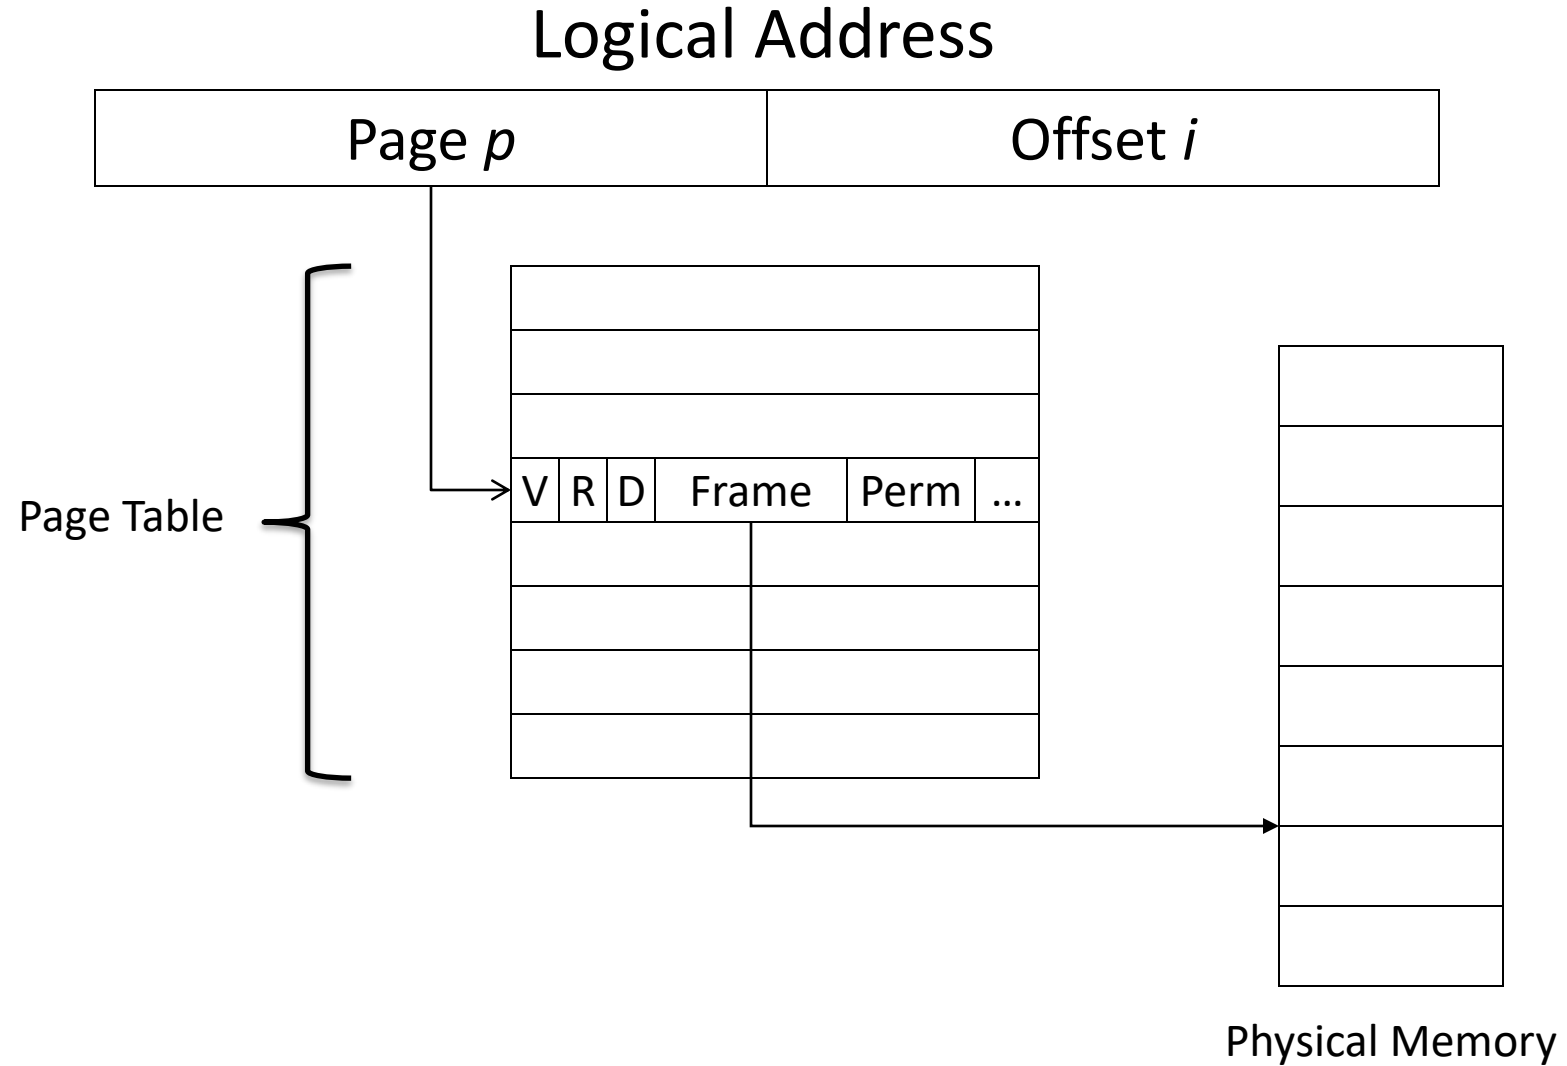 Logical Address
Page p
Offset i
V R D Frame Perm ...
Page Table
Physical Memory